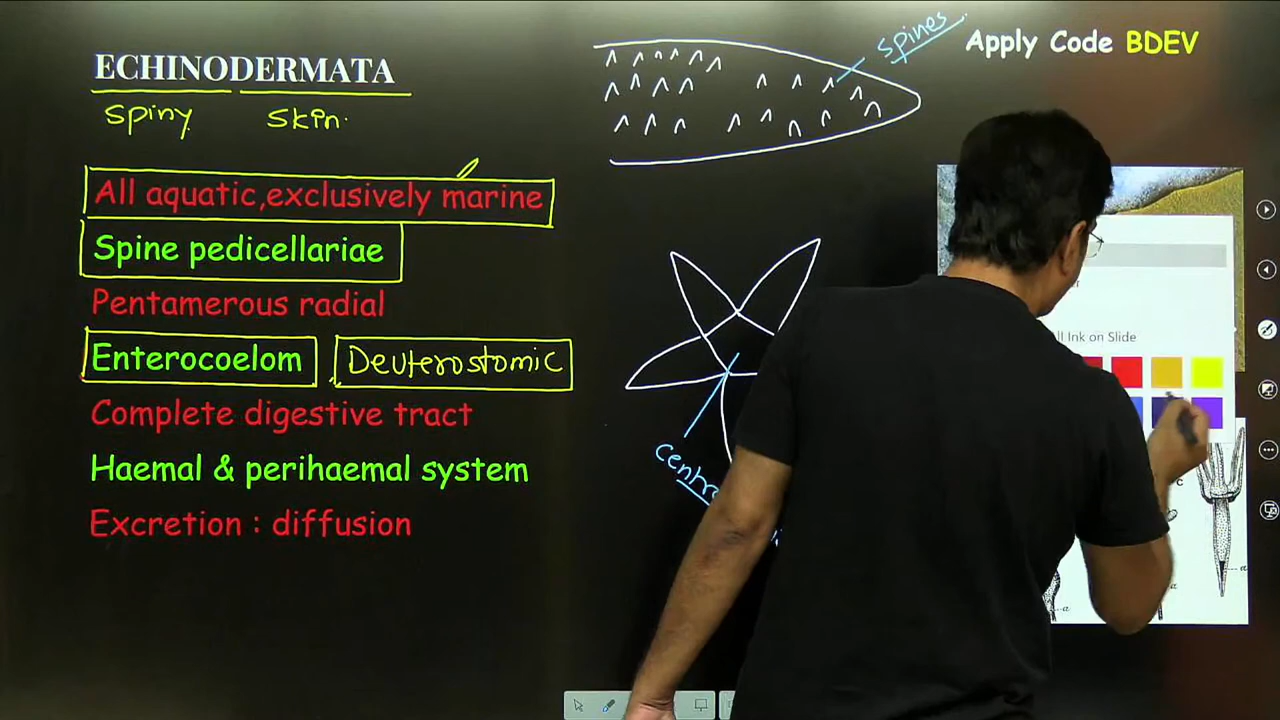 ECHINODERMATA
spiny skin
All aquatic,exclusively marine
Spine pedicellariae
Pentamerous radial
Enterocoelom Deuterostomic
Complete digestive tract
Haemal & perihaemal system
Excretion : diffusion
spines
Apply Code BDEV
Ink on Slide
c
a
a
a